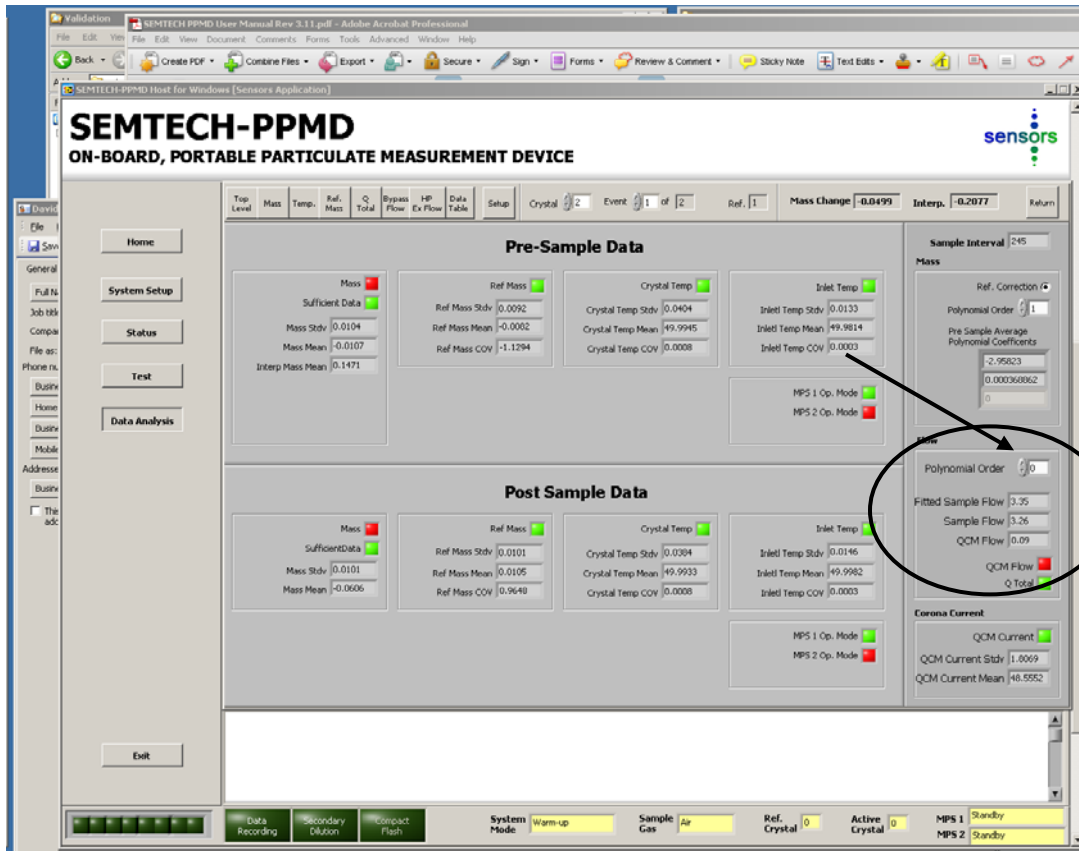 Validation
SEMTECH PPMD User Manual Rev 3.11.pdf - Adobe Acrobat Professional
File Edit View Document Comments Forms Tools Advanced Window Help
Back
Create PDF
Combine Files
Export
Secure
Sign
Forms
Review & Comment
Sticky Note
Text Edits
SEMTECH-PPMD Host for Windows [Sensors Application]
SEMTECH-PPMD
ON-BOARD, PORTABLE PARTICULATE MEASUREMENT DEVICE
sensors
Top Level
Mass
Temp.
Ref. Mass
Q Total
Bypass Flow
HP Ex Flow
Data Table
Setup
Crystal 2
Event 1 of 2
Ref. 1
Mass Change -0.0499
Interp. -0.2077
Return
Home
System Setup
Status
Test
Data Analysis
Exit
Pre-Sample Data
Mass
Sufficient Data
Mass Stdv 0.0104
Mass Mean -0.0107
Interp Mass Mean 0.1471
Ref Mass
Ref Mass Stdv 0.0092
Ref Mass Mean -0.0082
Ref Mass COV -1.1294
Crystal Temp
Crystal Temp Stdv 0.0404
Crystal Temp Mean 49.9945
Crystal Temp COV 0.0008
Inlet Temp
Inletl Temp Stdv 0.0133
Inletl Temp Mean 49.9814
Inletl Temp COV 0.0003
MPS 1 Op. Mode
MPS 2 Op. Mode
Post Sample Data
Mass
SufficientData
Mass Stdv 0.0101
Mass Mean -0.0606
Ref Mass
Ref Mass Stdv 0.0101
Ref Mass Mean 0.0105
Ref Mass COV 0.9648
Crystal Temp
Crystal Temp Stdv 0.0384
Crystal Temp Mean 49.9933
Crystal Temp COV 0.0008
Inlet Temp
Inletl Temp Stdv 0.0146
Inletl Temp Mean 49.9982
Inletl Temp COV 0.0003
MPS 1 Op. Mode
MPS 2 Op. Mode
Sample Interval 245
Mass
Ref. Correction
Polynomial Order 1
Pre Sample Average
Polynomial Coefficents
-2.95823
0.000368862
0
Flow
Polynomial Order 0
Fitted Sample Flow 3.35
Sample Flow 3.26
QCM Flow 0.09
QCM Flow
Q Total
Corona Current
QCM Current
QCM Current Stdv 1.8069
QCM Current Mean 48.5552
Data Recording
Secondary Dilution
Compact Flash
System Mode Warm-up
Sample Gas Air
Ref. Crystal 0
Active Crystal 0
MPS 1 Standby
MPS 2 Standby
David
File
Sav
General
Full N
Job titl
Compa
File as:
Phone nu
Busin
Home
Busin
Mobile
Addresse
Busin
The
adc